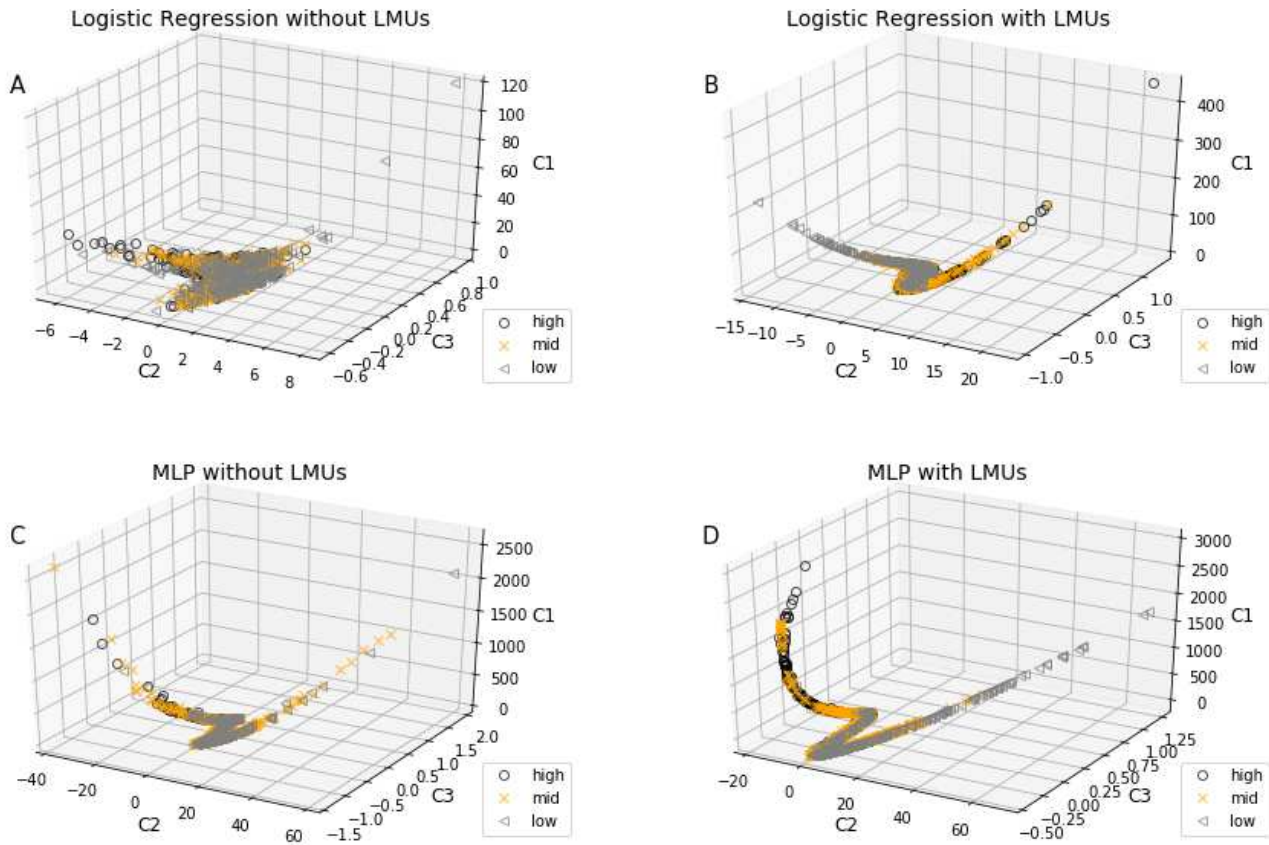 Logistic Regression without LMUs
A
120
100
80
60
40
20
0
C1
−6
−4
−2
0
2
4
6
8
C2
−0.6
−0.4
−0.2
0.0
0.2
0.4
0.6
0.8
1.0
C3
high
mid
low
Logistic Regression with LMUs
B
400
300
200
100
0
C1
−15
−10
−5
0
5
10
15
20
C2
−1.0
−0.5
0.0
0.5
1.0
C3
high
mid
low
MLP without LMUs
C
2500
2000
1500
1000
500
0
C1
−40
−20
0
20
40
60
C2
−1.5
−1.0
−0.5
0.0
0.5
1.0
1.5
2.0
C3
high
mid
low
MLP with LMUs
D
3000
2500
2000
1500
1000
500
0
C1
−20
0
20
40
60
C2
−0.50
−0.25
0.00
0.25
0.50
0.75
1.00
1.25
C3
high
mid
low